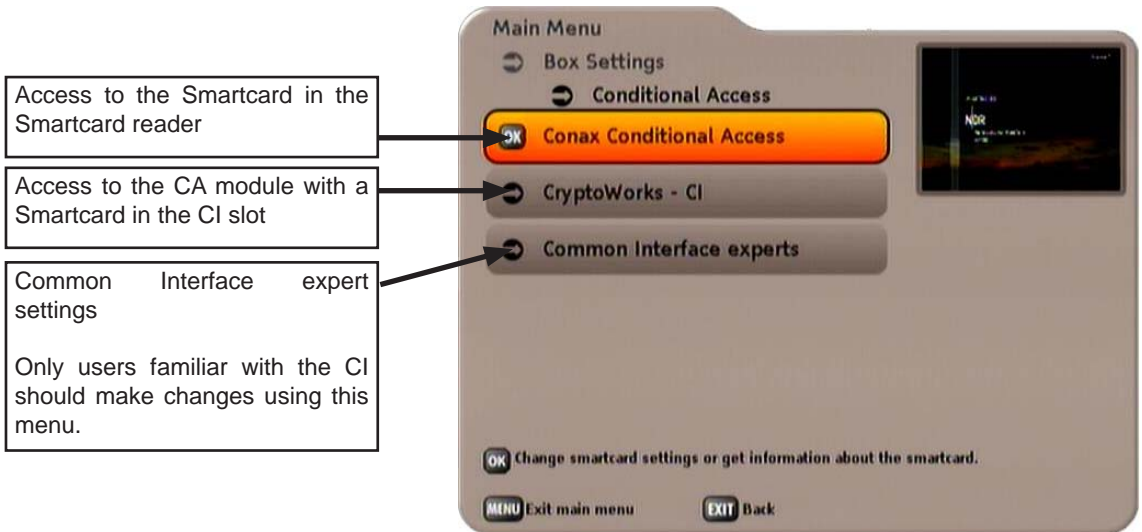 Main Menu
Box Settings
Conditional Access
Access to the Smartcard in the
Smartcard reader
OK Conax Conditional Access
Access to the CA module with a
Smartcard in the CI slot
CryptoWorks - CI
Common Interface expert
settings
Only users familiar with the CI
should make changes using this
menu.
Common Interface experts
NDR
OK Change smartcard settings or get information about the smartcard.
MENU Exit main menu
EXIT Back